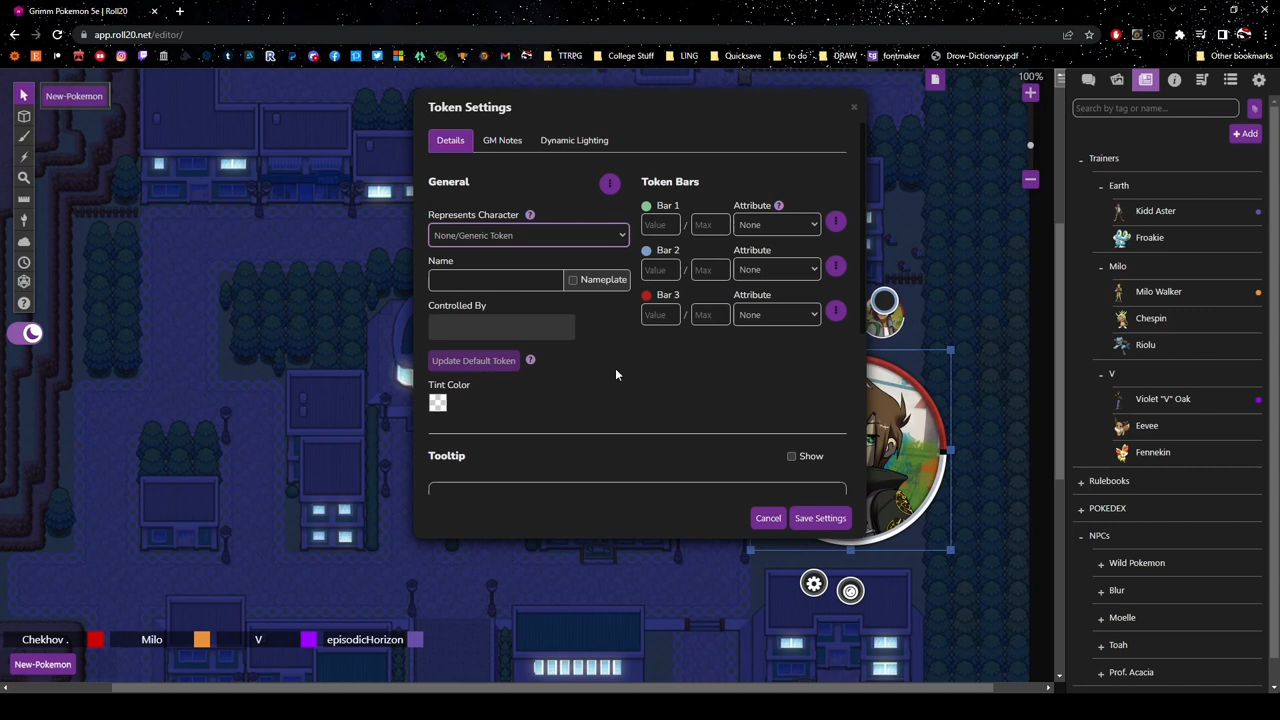 Grimm Pokemon 5e | Roll20
app.roll20.net/editor/
TTRPG
College Stuff
LING
Quicksave
to do
DRAW
fontmaker
Drow-Dictionary.pdf
Other bookmarks
New-Pokemon
100%
Token Settings
Details
GM Notes
Dynamic Lighting
General
Represents Character
None/Generic Token
Name
Nameplate
Controlled By
Update Default Token
Tint Color
Token Bars
Bar 1
Attribute
Value / Max
None
Bar 2
Attribute
Value / Max
None
Bar 3
Attribute
Value / Max
None
Tooltip
Show
Cancel
Save Settings
Search by tag or name...
+ Add
Trainers
Earth
Kidd Aster
Froakie
Milo
Milo Walker
Chespin
Riolu
V
Violet "V" Oak
Eevee
Fennekin
Rulebooks
POKEDEX
NPCs
Wild Pokemon
Blur
Moelle
Toah
Prof. Acacia
Chekhov .
Milo
V
episodicHorizon
New-Pokemon